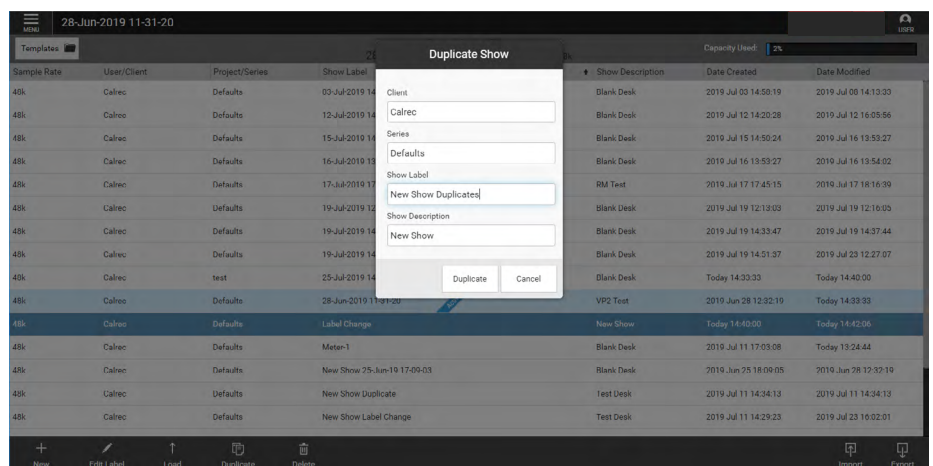 MENU 28-Jun-2019 11-31-20 USER
Templates Capacity Used: 2%
Duplicate Show
Sample Rate User/Client Project/Series Show Label Show Description Date Created Date Modified
48k Calrec Defaults 03-Jul-2019 14 Blank Desk 2019 Jul 03 14:50:19 2019 Jul 08 14:13:33
Client
Calrec
48k Calrec Defaults 12-Jul-2019 14 Blank Desk 2019 Jul 12 14:20:28 2019 Jul 12 16:05:56
Series
Defaults
48k Calrec Defaults 15-Jul-2019 14 Blank Desk 2019 Jul 15 14:50:24 2019 Jul 16 13:53:27
48k Calrec Defaults 16-Jul-2019 13 Blank Desk 2019 Jul 16 13:53:27 2019 Jul 16 13:54:02
Show Label
New Show Duplicates
48k Calrec Defaults 17-Jul-2019 17 RM Test 2019 Jul 17 17:45:15 2019 Jul 17 18:16:39
48k Calrec Defaults 19-Jul-2019 12 Blank Desk 2019 Jul 19 12:13:03 2019 Jul 19 12:16:05
Show Description
New Show
48k Calrec Defaults 19-Jul-2019 14 Blank Desk 2019 Jul 19 14:33:47 2019 Jul 19 14:37:44
48k Calrec Defaults 19-Jul-2019 14 Blank Desk 2019 Jul 19 14:51:37 2019 Jul 23 12:27:07
48k Calrec test 25-Jul-2019 14 Blank Desk Today 14:33:33 Today 14:40:00
Duplicate Cancel
48k Calrec Defaults 28-Jun-2019 11-31-20 VP2 Test 2019 Jun 28 12:32:19 Today 14:33:33
48k Calrec Defaults Label Change New Show Today 14:40:00 Today 14:42:06
48k Calrec Defaults Meter-1 Blank Desk 2019 Jul 11 17:03:08 Today 13:24:44
48k Calrec Defaults New Show 25-Jun-19 17-09-03 Blank Desk 2019 Jun 25 18:09:05 2019 Jun 28 12:32:19
48k Calrec Defaults New Show Duplicate Test Desk 2019 Jul 11 14:34:13 2019 Jul 11 14:34:13
48k Calrec Defaults New Show Label Change Test Desk 2019 Jul 11 14:29:23 2019 Jul 23 16:02:01
New Edit Label Load Duplicate Delete Import Export